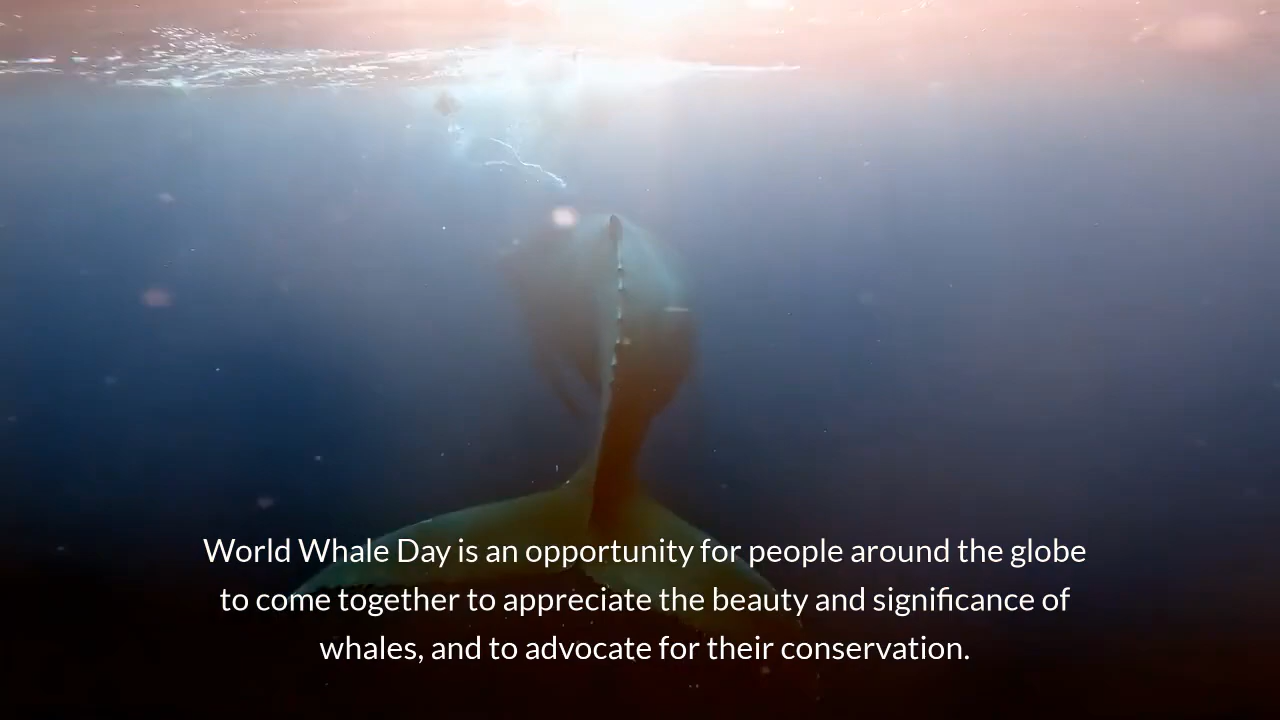 World Whale Day is an opportunity for people around the globe
to come together to appreciate the beauty and significance of
whales, and to advocate for their conservation.